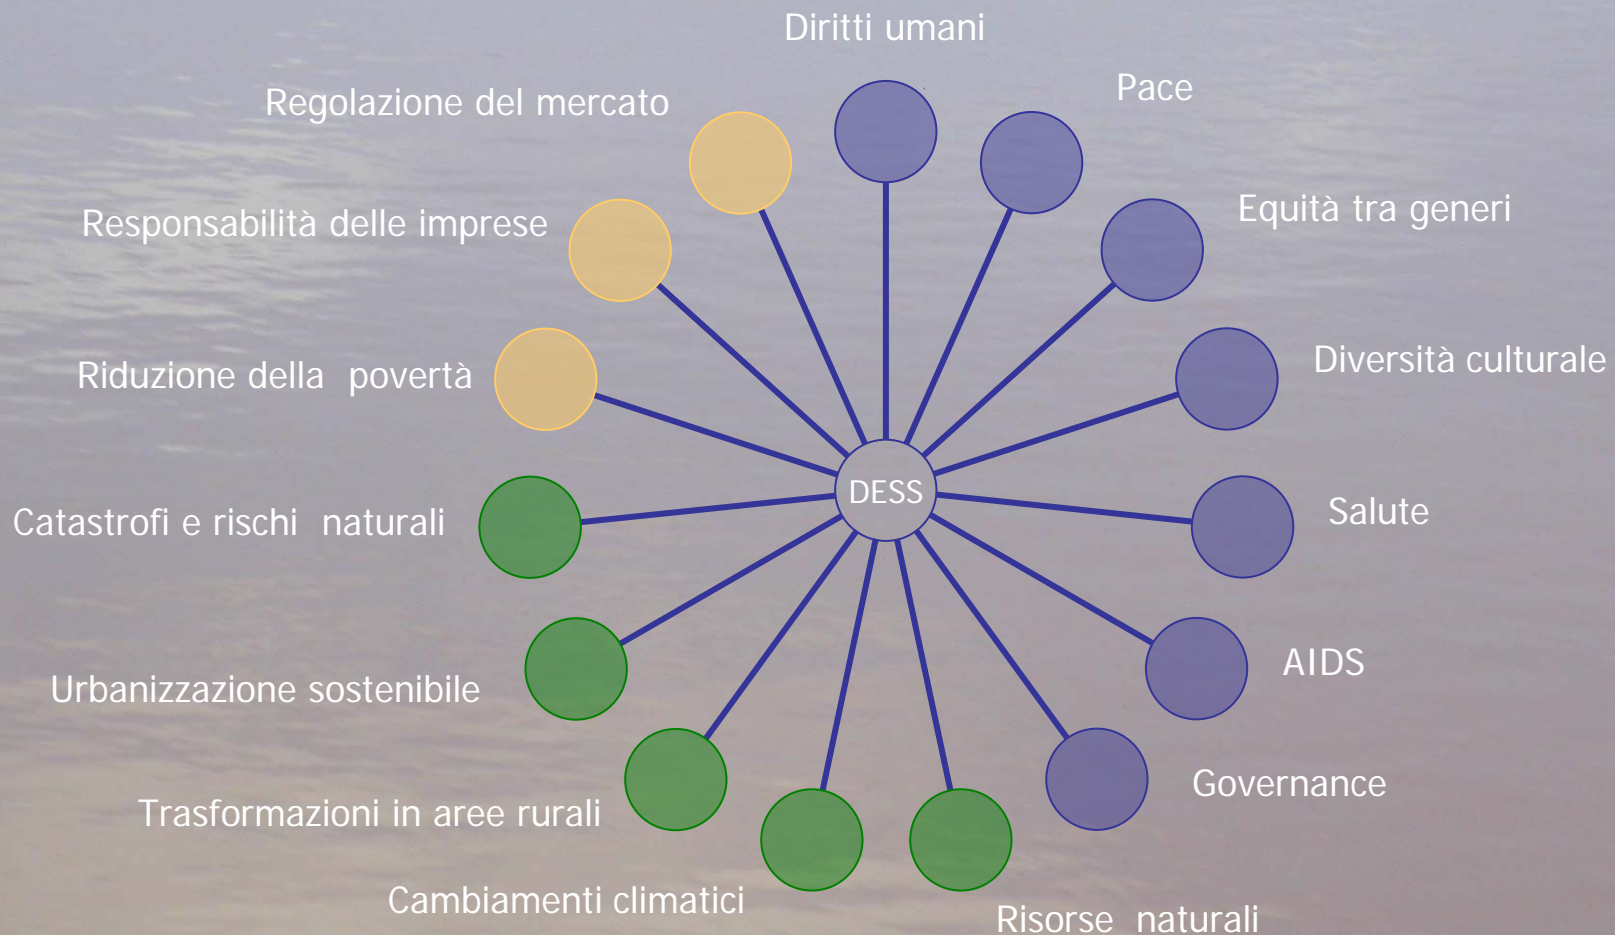 Diritti umani
Pace
Regolazione del mercato
Equità tra generi
Responsabilità delle imprese
Diversità culturale
Riduzione della  povertà
DESS
Salute
Catastrofi e rischi  naturali
AIDS
Urbanizzazione sostenibile
Governance
Trasformazioni in aree rurali
Cambiamenti climatici
Risorse  naturali